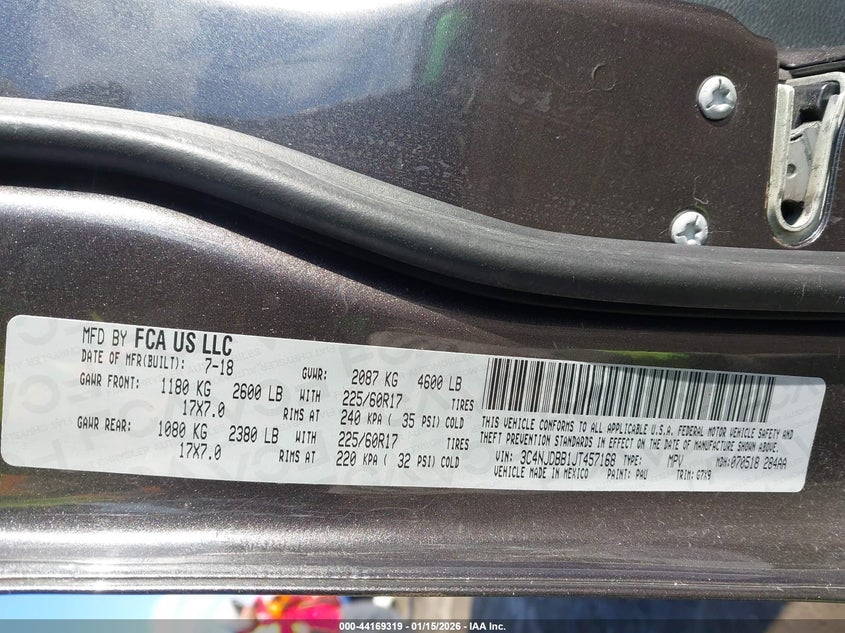 MFD BY FCA US LLC
DATE OF MFR(BUILT): 7-18 GVWR: 2087 KG 4600 LB
GAWR FRONT: 1180 KG 2600 LB WITH 225/60R17 TIRES
17X7.0 RIMS AT 240 KPA ( 35 PSI) COLD
GAWR REAR: 1080 KG 2380 LB WITH 225/60R17 TIRES
17X7.0 RIMS AT 220 KPA ( 32 PSI) COLD
THIS VEHICLE CONFORMS TO ALL APPLICABLE U.S.A. FEDERAL MOTOR VEHICLE SAFETY AND
THEFT PREVENTION STANDARDS IN EFFECT ON THE DATE OF MANUFACTURE SHOWN ABOVE.
VIN: 3C4NJDBB1JT457168 TYPE: MPV MDH:070518 284AA
VEHICLE MADE IN MEXICO PAINT: PAU TRIM: G7X9
000-44169319 - 01/15/2026 - IAA Inc.